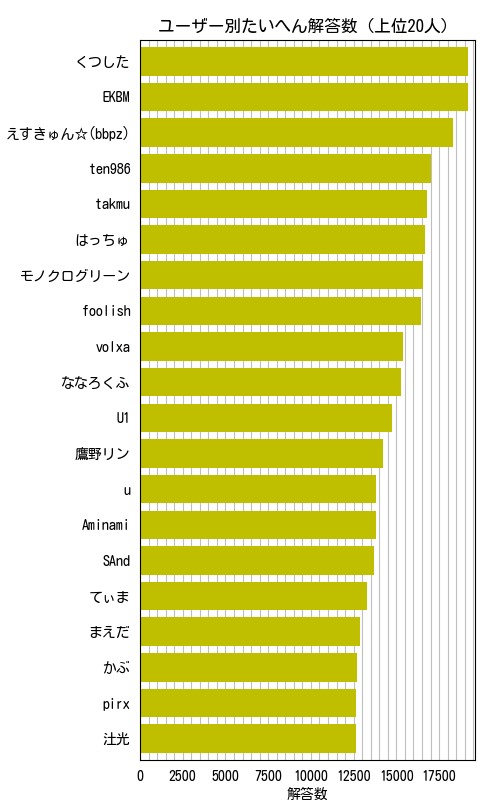 ユーザー別たいへん解答数（上位20人）
くつした
EKBM
えすきゅん☆(bbpz)
ten986
takmu
はっちゅ
モノクログリーン
foolish
volxa
ななろくふ
U1
鷹野リン
u
Aminami
SAnd
てぃま
まえだ
かぶ
pirx
汢光
0 2500 5000 7500 10000 12500 15000 17500
解答数